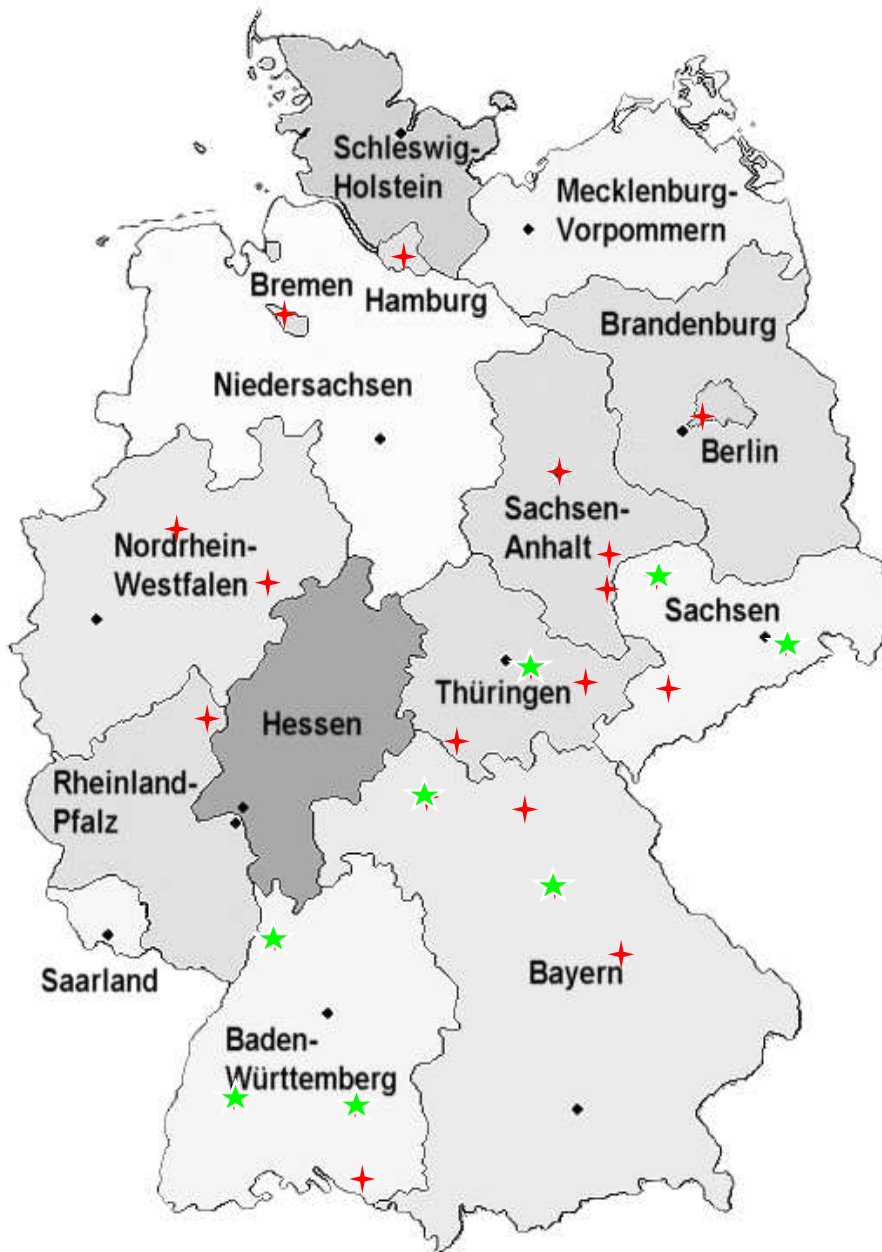 Schleswig-
Holstein
Mecklenburg-
Vorpommern
Bremen
Hamburg
Brandenburg
Niedersachsen
Berlin
Sachsen-
Anhalt
Nordrhein-
Westfalen
Sachsen
Thüringen
Hessen
Rheinland-
Pfalz
Saarland
Bayern
Baden-
Württemberg